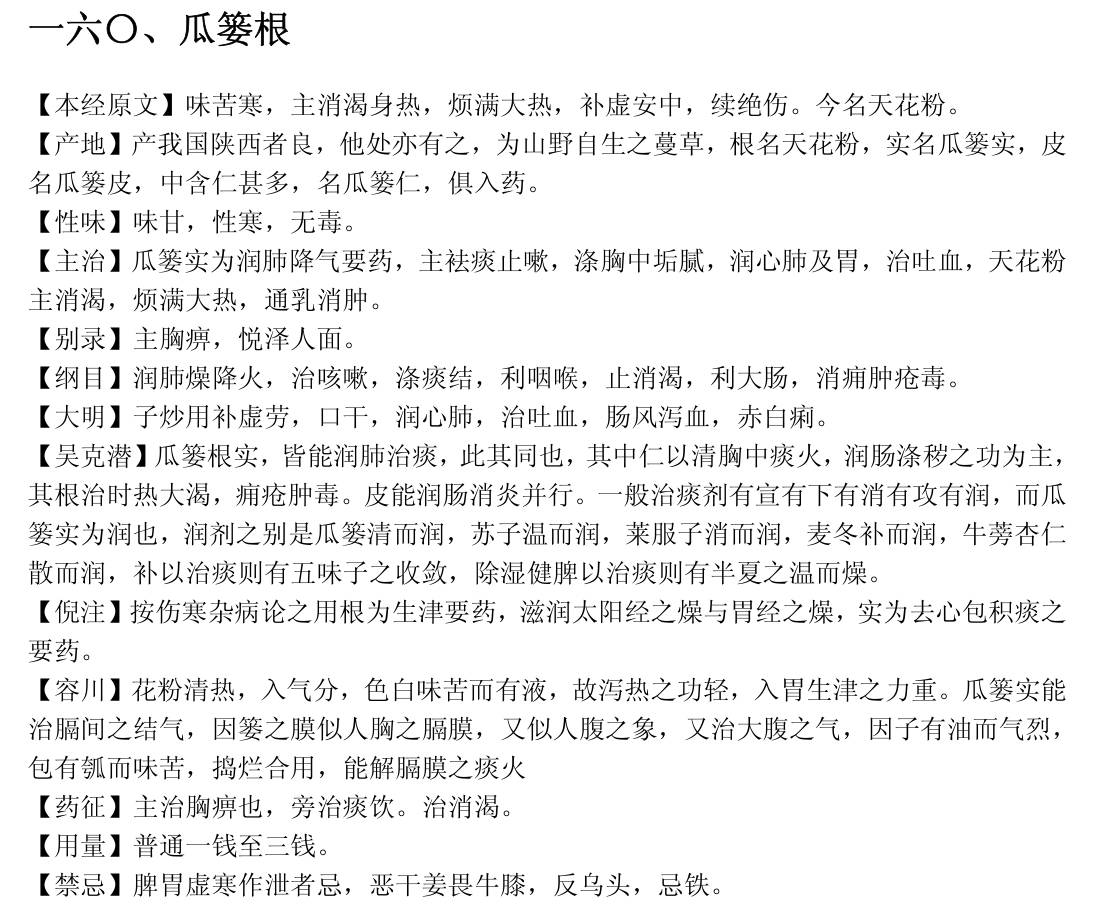 一六〇、瓜篓根
【本经原文】味苦寒，主消渴身热，烦满大热，补虚安中，续绝伤。今名天花粉。
【产地】产我国陕西者良，他处亦有之，为山野自生之蔓草，根名天花粉，实名瓜篓实，皮
名瓜篓皮，中含仁甚多，名瓜篓仁，俱入药。
【性味】味甘，性寒，无毒。
【主治】瓜篓实为润肺降气要药，主祛痰止嗽，涤胸中垢腻，润心肺及胃，治吐血，天花粉
主消渴，烦满大热，通乳消肿。
【别录】主胸痹，悦泽人面。
【纲目】润肺燥降火，治咳嗽，涤痰结，利咽喉，止消渴，利大肠，消痈肿疮毒。
【大明】子炒用补虚劳，口干，润心肺，治吐血，肠风泻血，赤白痢。
【吴克潜】瓜篓根实，皆能润肺治痰，此其同也，其中仁以清胸中痰火，润肠涤秽之功为主，
其根治时热大渴，痈疮肿毒。皮能润肠消炎并行。一般治痰剂有宣有下有消有攻有润，而瓜
篓实为润也，润剂之别是瓜篓清而润，苏子温而润，莱服子消而润，麦冬补而润，牛蒡杏仁
散而润，补以治痰则有五味子之收敛，除湿健脾以治痰则有半夏之温而燥。
【倪注】按伤寒杂病论之用根为生津要药，滋润太阳经之燥与胃经之燥，实为去心包积痰之
要药。
【容川】花粉清热，入气分，色白味苦而有液，故泻热之功轻，入胃生津之力重。瓜篓实能
治膈间之结气，因篓之膜似人胸之膈膜，又似人腹之象，又治大腹之气，因子有油而气烈，
包有瓠而味苦，捣烂合用，能解膈膜之痰火
【药征】主治胸痹也，旁治痰饮。治消渴。
【用量】普通一钱至三钱。
【禁忌】脾胃虚寒作泄者忌，恶干姜畏牛膝，反乌头，忌铁。